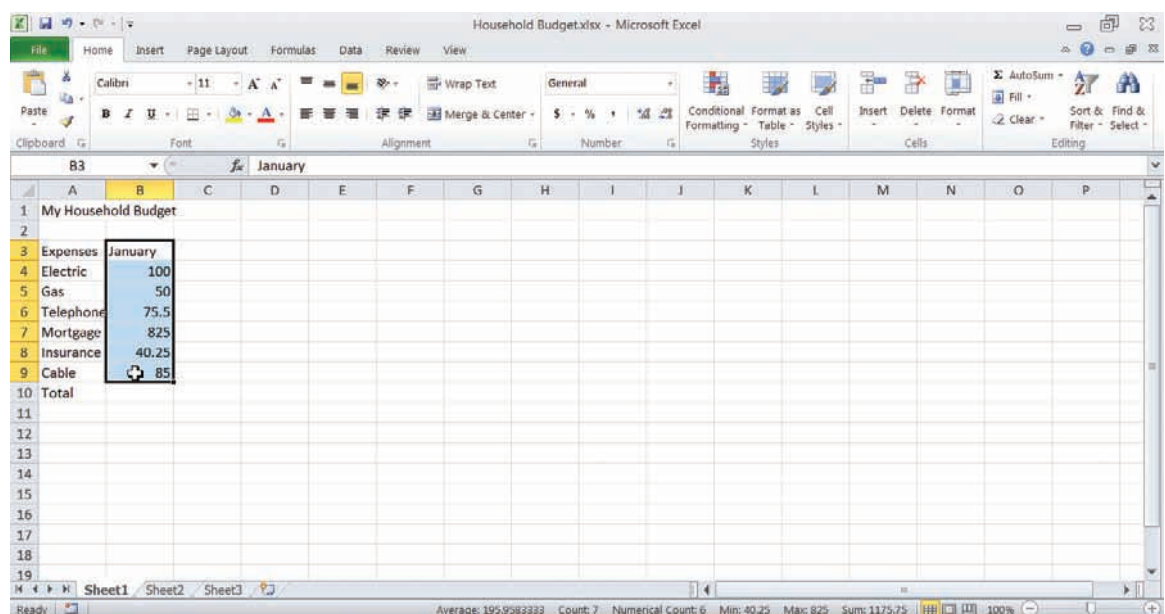 Household Budget.xlsx - Microsoft Excel
File Home Insert Page Layout Formulas Data Review View
Calibri 11 A A Wrap Text General Σ AutoSum
Paste Fill
B I U A Merge & Center $ % , Conditional Formatting Format as Table Cell Styles Insert Delete Format Clear Sort & Filter Find & Select
Clipboard Font Alignment Number Styles Cells Editing
B3 fx January
A B C D E F G H I J K L M N O P
1 My Household Budget
2
3 Expenses January
4 Electric 100
5 Gas 50
6 Telephone 75.5
7 Mortgage 825
8 Insurance 40.25
9 Cable 85
10 Total
11
12
13
14
15
16
17
18
19
Sheet1 Sheet2 Sheet3
Ready Average: 195.9583333 Count: 7 Numerical Count: 6 Min: 40.25 Max: 825 Sum: 1175.75 100%